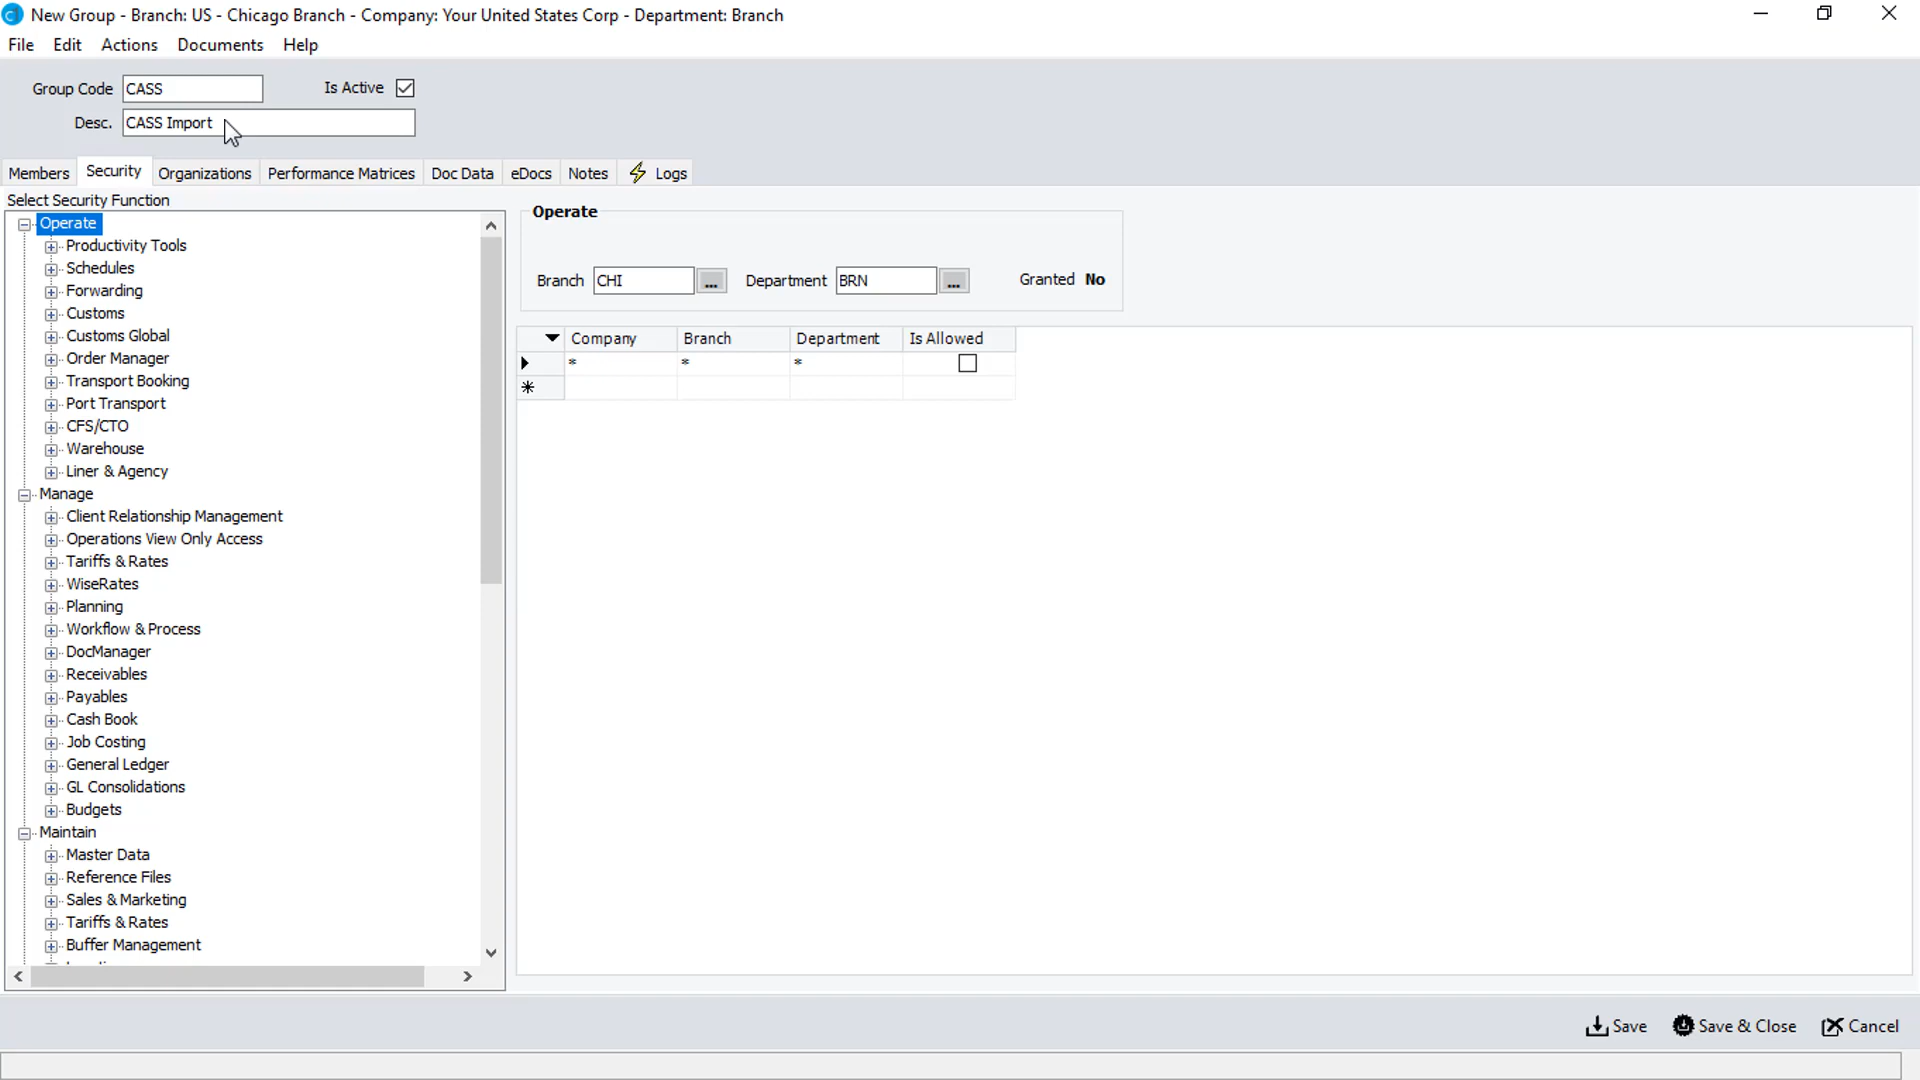 New Group - Branch: US - Chicago Branch - Company: Your United States Corp - Department: Branch
File Edit Actions Documents Help
Group Code CASS Is Active
Desc. CASS Import
Members Security Organizations Performance Matrices Doc Data eDocs Notes Logs
Select Security Function
Operate
Productivity Tools
Schedules
Forwarding
Customs
Customs Global
Order Manager
Transport Booking
Port Transport
CFS/CTO
Warehouse
Liner & Agency
Manage
Client Relationship Management
Operations View Only Access
Tariffs & Rates
WiseRates
Planning
Workflow & Process
DocManager
Receivables
Payables
Cash Book
Job Costing
General Ledger
GL Consolidations
Budgets
Maintain
Master Data
Reference Files
Sales & Marketing
Tariffs & Rates
Buffer Management
Operate
Branch CHI ... Department BRN ... Granted No
Company Branch Department Is Allowed
* * *
*
Save Save & Close Cancel